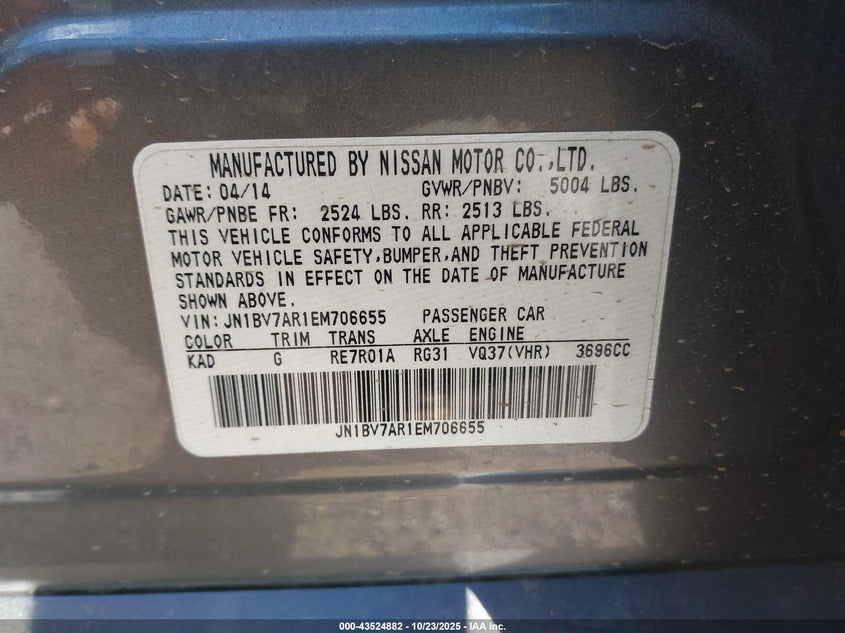 MANUFACTURED BY NISSAN MOTOR CO.,LTD.
DATE: 04/14 GVWR/PNBV: 5004 LBS.
GAWR/PNBE FR: 2524 LBS. RR: 2513 LBS.
THIS VEHICLE CONFORMS TO ALL APPLICABLE FEDERAL
MOTOR VEHICLE SAFETY,BUMPER,AND THEFT PREVENTION
STANDARDS IN EFFECT ON THE DATE OF MANUFACTURE
SHOWN ABOVE.
VIN: JN1BV7AR1EM706655 PASSENGER CAR
COLOR TRIM TRANS AXLE ENGINE
KAD G RE7R01A RG31 VQ37(VHR) 3696CC
JN1BV7AR1EM706655
000-43524882 | 10/23/2025 | IAA Inc.